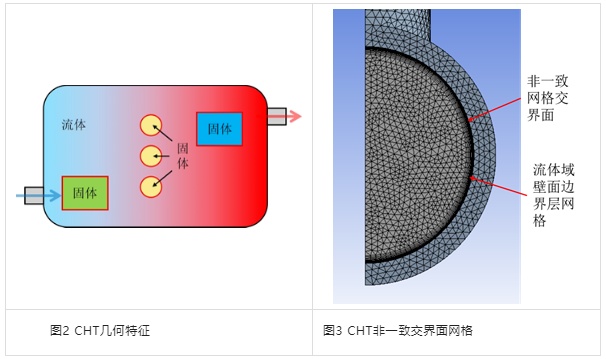 流体
固体
固
体
固体
图2 CHT几何特征
非一致
网格交
界面
流体域
壁面边
界层网
格
图3 CHT非一致交界面网格